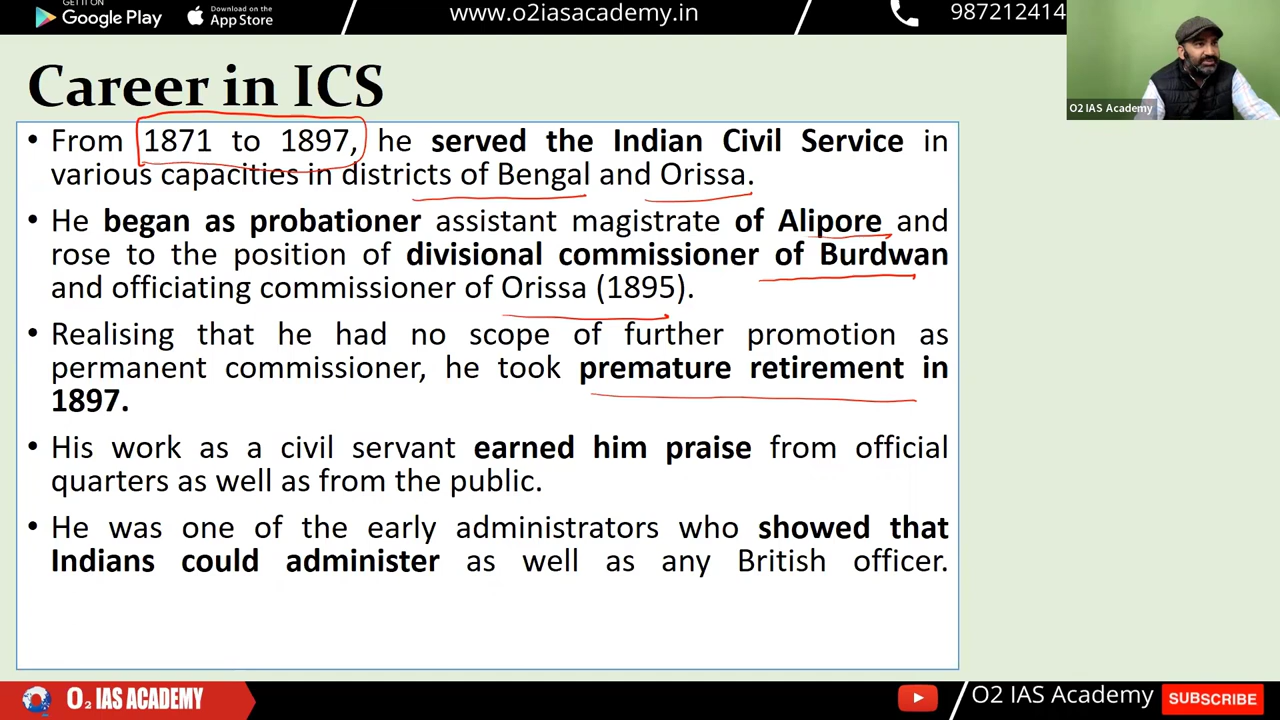 GET IT ON
Google Play
Download on the
App Store
www.o2iasacademy.in
987212414
O2 IAS Academy
Career in ICS
• From 1871 to 1897, he served the Indian Civil Service in
various capacities in districts of Bengal and Orissa.
• He began as probationer assistant magistrate of Alipore and
rose to the position of divisional commissioner of Burdwan
and officiating commissioner of Orissa (1895).
• Realising that he had no scope of further promotion as
permanent commissioner, he took premature retirement in
1897.
• His work as a civil servant earned him praise from official
quarters as well as from the public.
• He was one of the early administrators who showed that
Indians could administer as well as any British officer.
O2 IAS ACADEMY
O2 IAS Academy
SUBSCRIBE